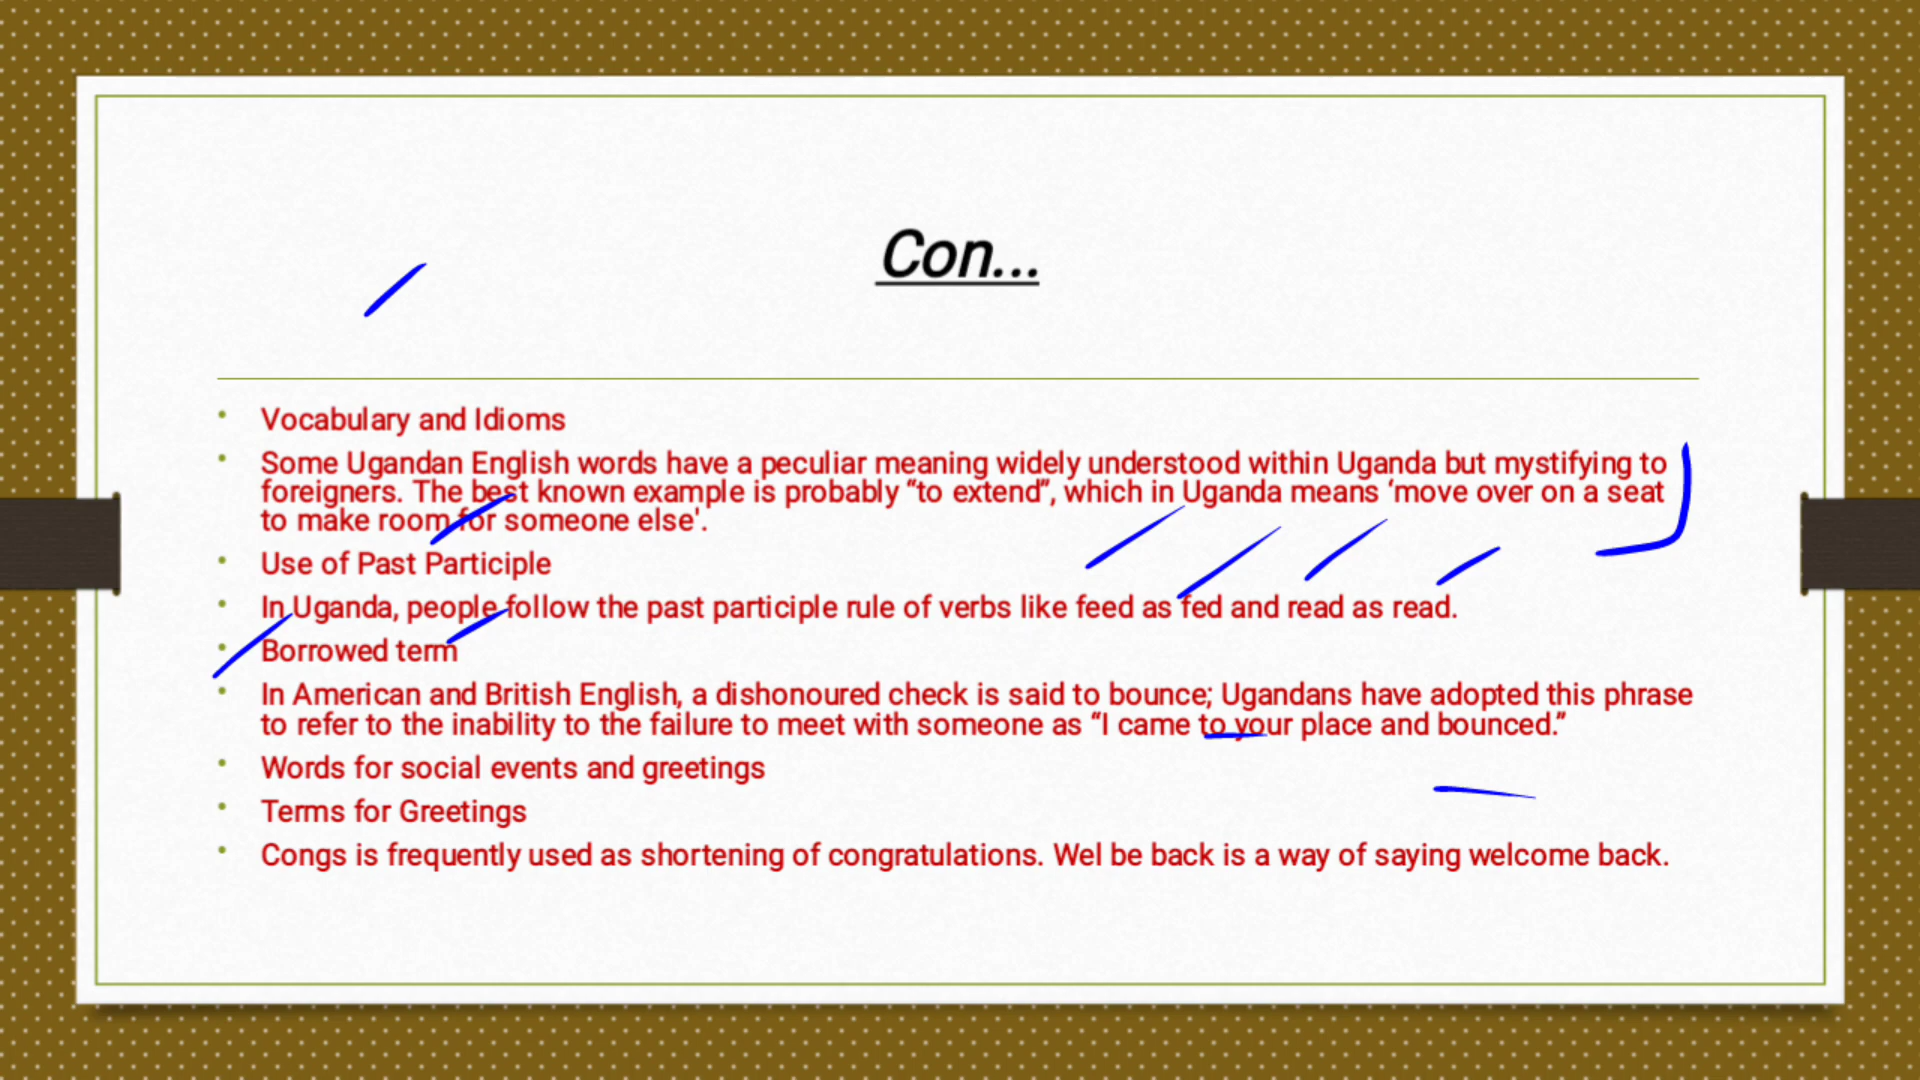 Con...
Vocabulary and Idioms
Some Ugandan English words have a peculiar meaning widely understood within Uganda but mystifying to
foreigners. The best known example is probably “to extend”, which in Uganda means ‘move over on a seat
to make room for someone else'.
Use of Past Participle
In Uganda, people follow the past participle rule of verbs like feed as fed and read as read.
Borrowed term
In American and British English, a dishonoured check is said to bounce; Ugandans have adopted this phrase
to refer to the inability to the failure to meet with someone as “I came to your place and bounced.”
Words for social events and greetings
Terms for Greetings
Congs is frequently used as shortening of congratulations. Wel be back is a way of saying welcome back.